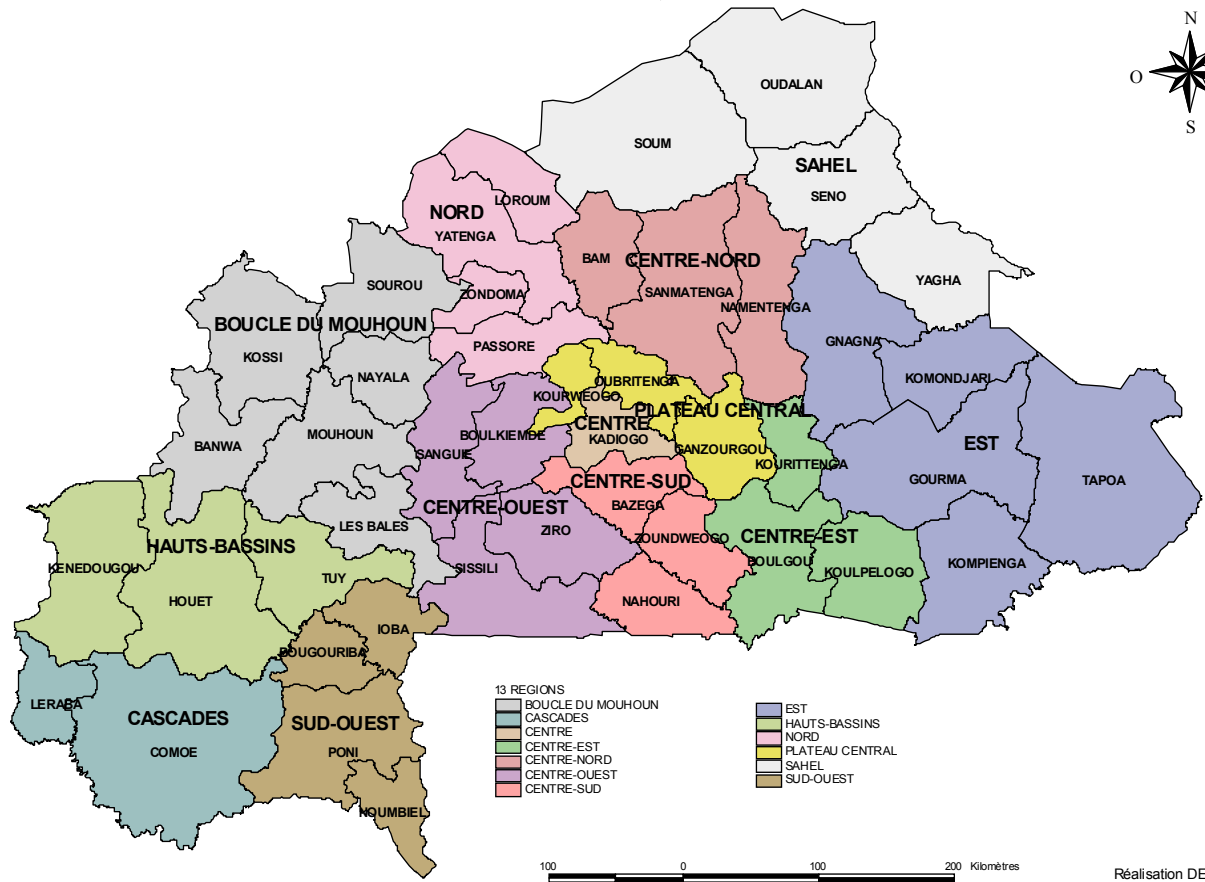 N
O
S
OUDALAN
SOUM
SAHEL
SENO
LOROUM
NORD
YATENGA
BAM
CENTRE-NORD
SANMATENGA
NAMENTENGA
YAGHA
SOUROU
ZONDOMA
BOUCLE DU MOUHOUN
KOSSI
PASSORE
GNAGNA
KOMONDJARI
NAYALA
OUBRITENGA
KOURWEOGO
PLATEAU CENTRAL
CENTRE
KADIOGO
BANWA
MOUHOUN
BOULKIEMDE
SANGUIE
GANZOURGOU
KOURITTENGA
EST
GOURMA
TAPOA
CENTRE-SUD
BAZEGA
CENTRE-OUEST
ZIRO
LES BALES
ZOUNDWEOGO
CENTRE-EST
BOULGOU
KOULPELOGO
KOMPIENGA
HAUTS-BASSINS
KENEDOUGOU
TUY
HOUET
SISSILI
NAHOURI
IOBA
BOUGOURIBA
LERABA
CASCADES
COMOE
SUD-OUEST
PONI
NOUMBIEL
13 REGIONS
BOUCLE DU MOUHOUN
CASCADES
CENTRE
CENTRE-EST
CENTRE-NORD
CENTRE-OUEST
CENTRE-SUD
EST
HAUTS-BASSINS
NORD
PLATEAU CENTRAL
SAHEL
SUD-OUEST
100 0 100 200 Kilomètres
Réalisation DE